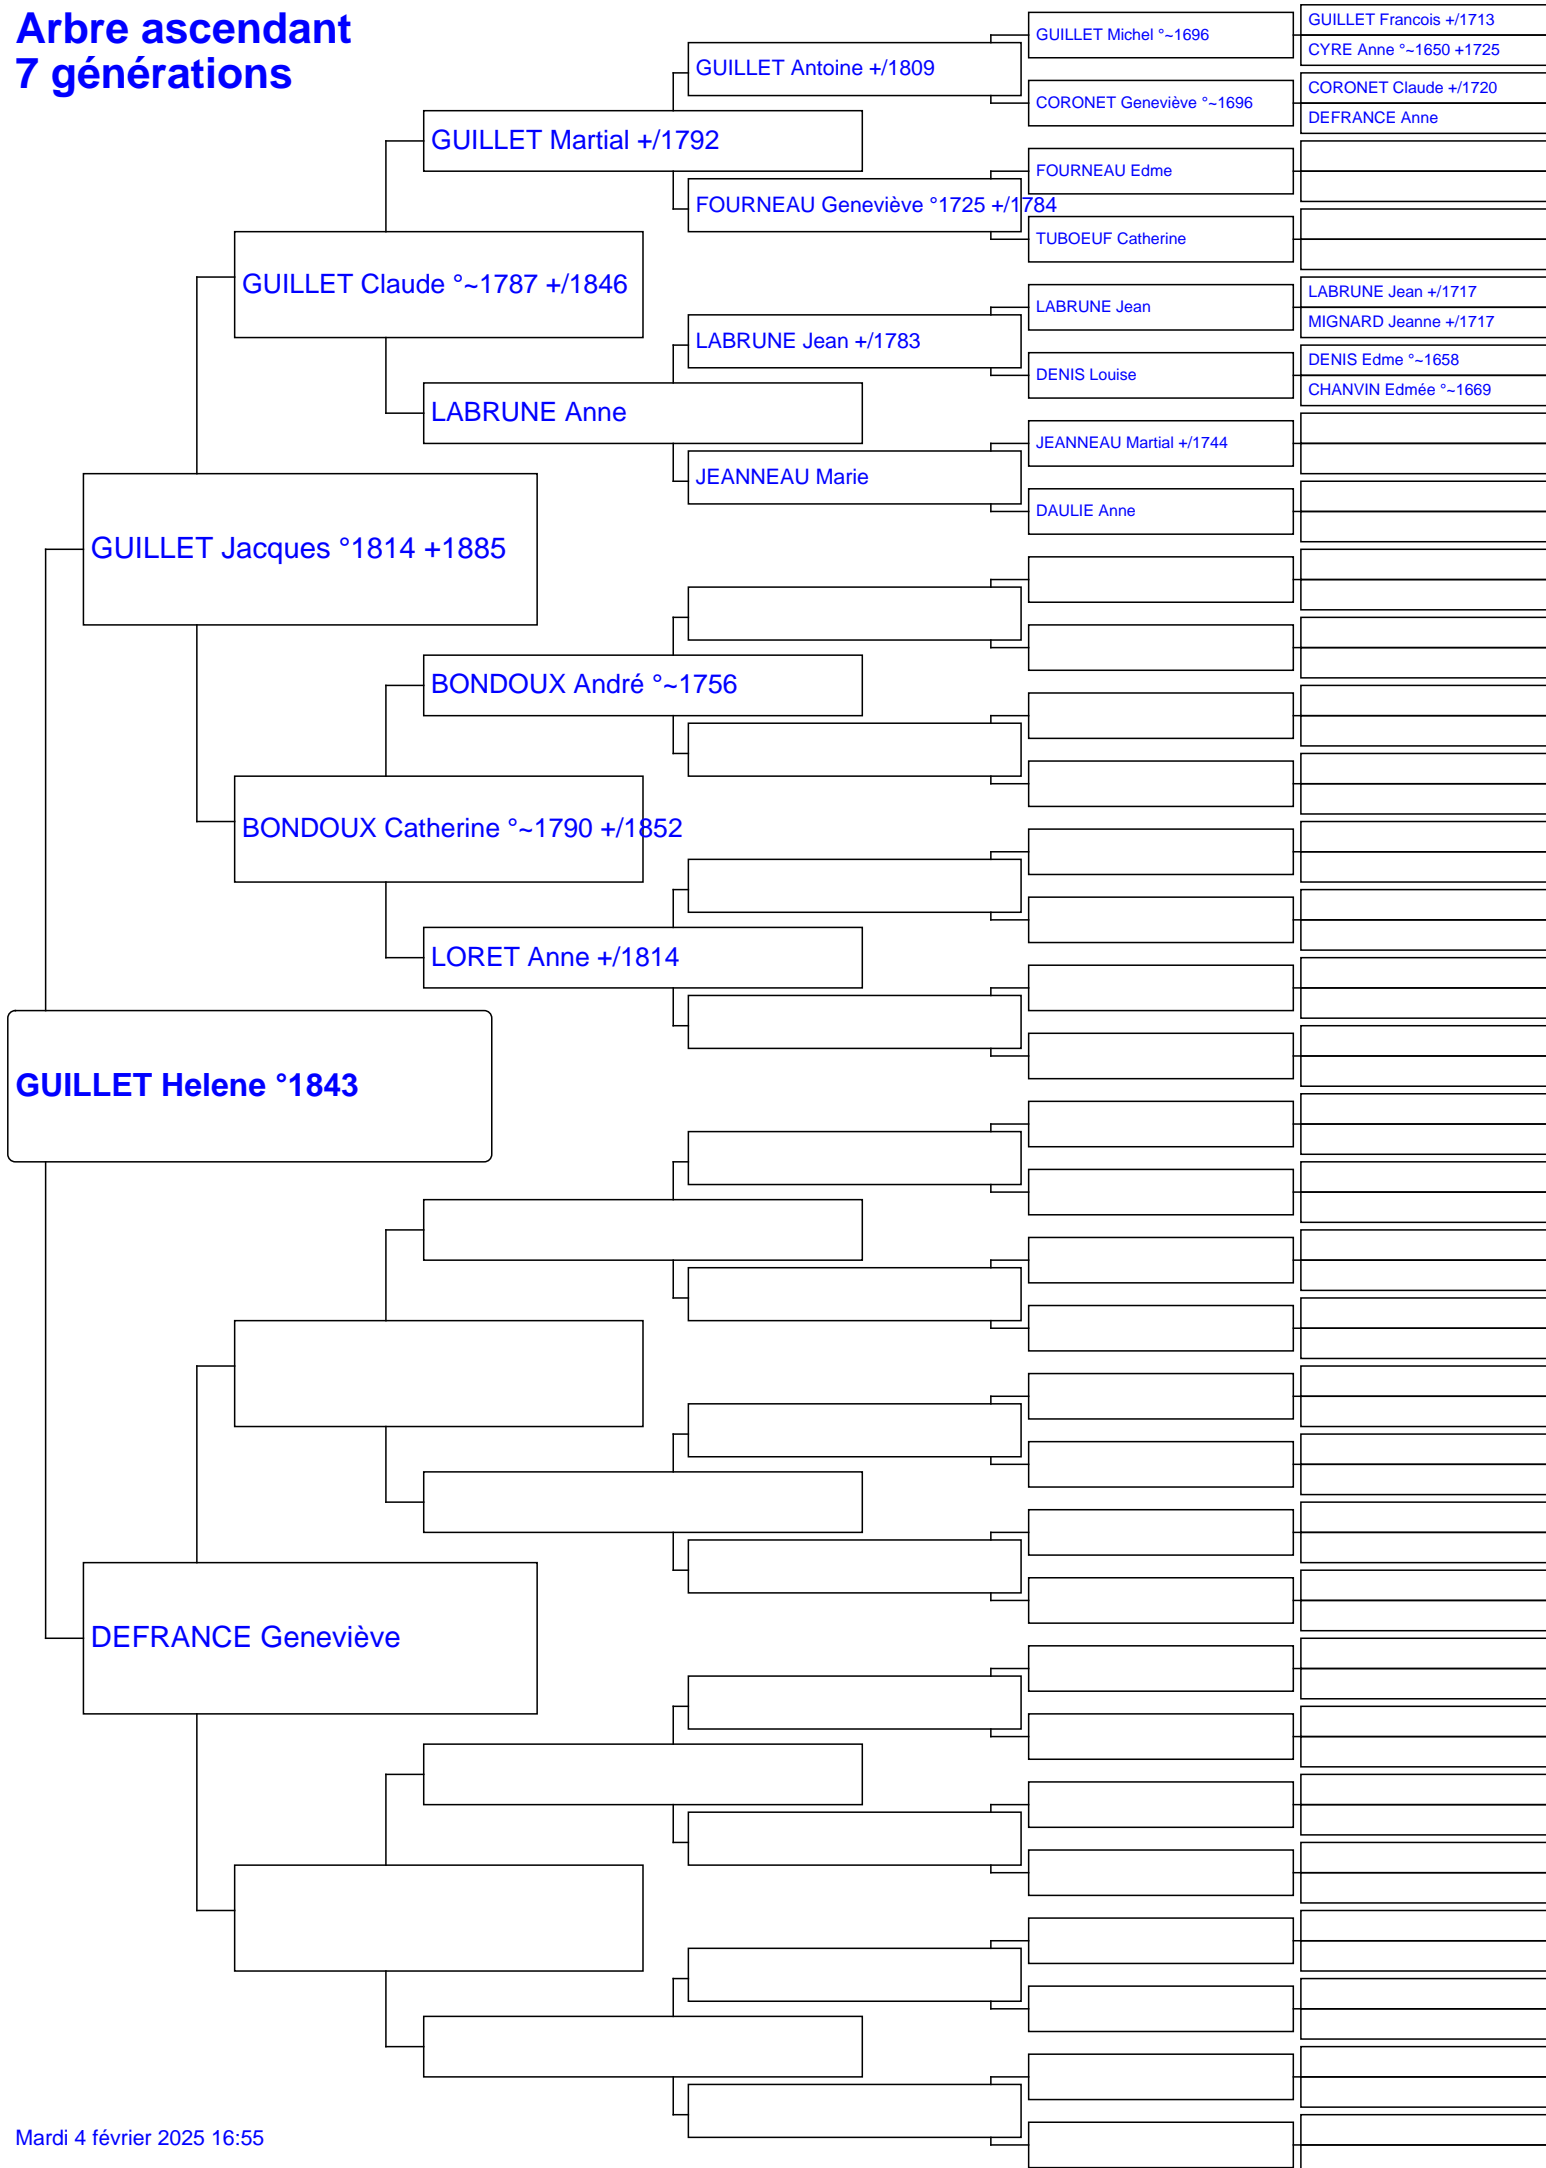 Arbre ascendant
7 générations
GUILLET Michel °~1696
GUILLET Francois +/1713
CYRE Anne °~1650 +1725
GUILLET Antoine +/1809
CORONET Geneviève °~1696
CORONET Claude +/1720
DEFRANCE Anne
GUILLET Martial +/1792
FOURNEAU Edme
FOURNEAU Geneviève °1725 +/1784
TUBOEUF Catherine
GUILLET Claude °~1787 +/1846
LABRUNE Jean
LABRUNE Jean +/1717
MIGNARD Jeanne +/1717
LABRUNE Jean +/1783
DENIS Louise
DENIS Edme °~1658
CHANVIN Edmée °~1669
LABRUNE Anne
JEANNEAU Martial +/1744
JEANNEAU Marie
DAULIE Anne
GUILLET Jacques °1814 +1885
BONDOUX André °~1756
BONDOUX Catherine °~1790 +/1852
LORET Anne +/1814
GUILLET Helene °1843
DEFRANCE Geneviève
Mardi 4 février 2025 16:55